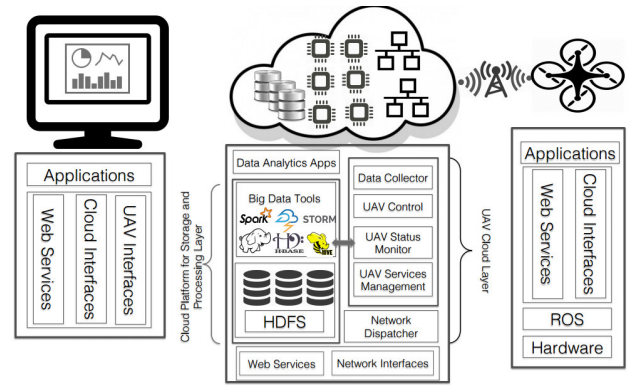 Applications
Web Services
Cloud Interfaces
UAV Interfaces
Cloud Platform for Storage and
Processing Layer
Data Analytics Apps
Big Data Tools
Spark
STORM
HBASE
HIVE
HDFS
Data Collector
UAV Control
UAV Status
Monitor
UAV Services
Management
Network
Dispatcher
Web Services
Network Interfaces
UAV Cloud Layer
Applications
Web Services
Cloud Interfaces
ROS
Hardware